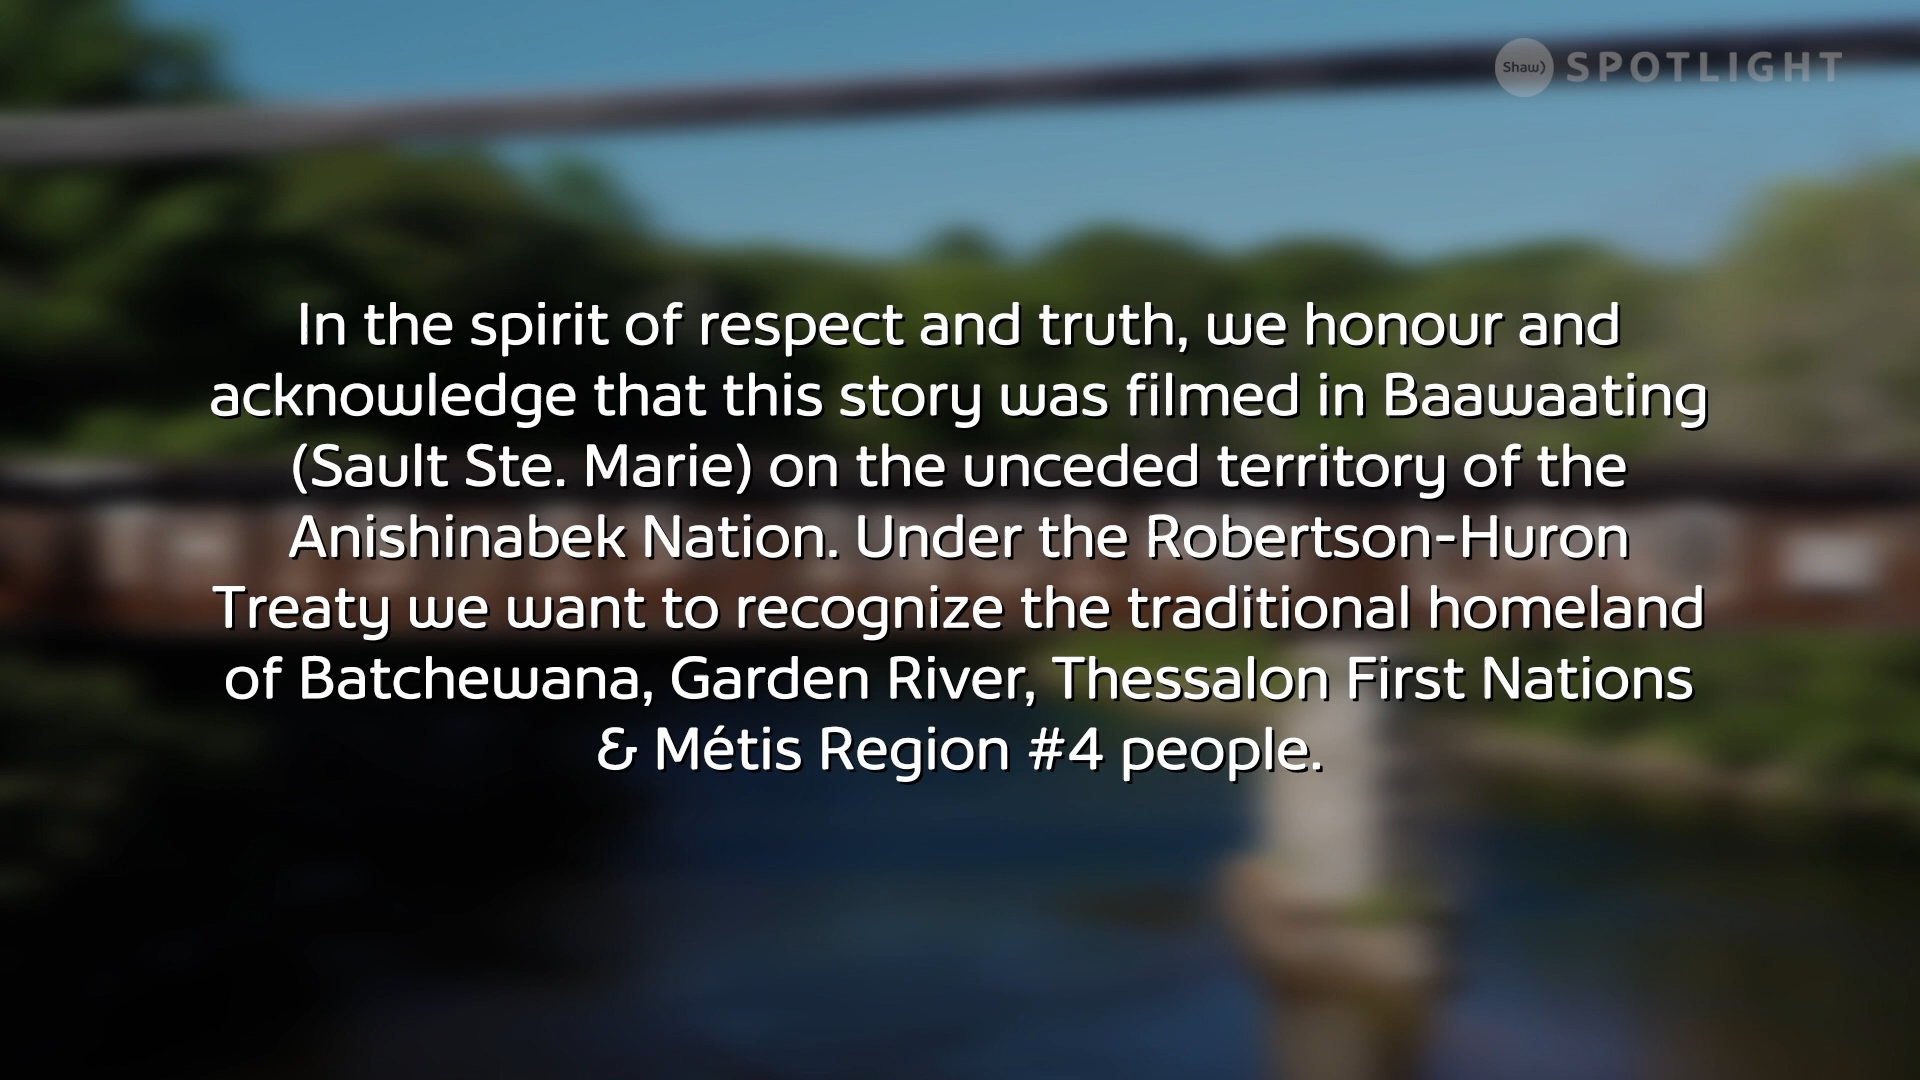 Shaw) SPOTLIGHT
In the spirit of respect and truth, we honour and
acknowledge that this story was filmed in Baawaating
(Sault Ste. Marie) on the unceded territory of the
Anishinabek Nation. Under the Robertson-Huron
Treaty we want to recognize the traditional homeland
of Batchewana, Garden River, Thessalon First Nations
& Métis Region #4 people.